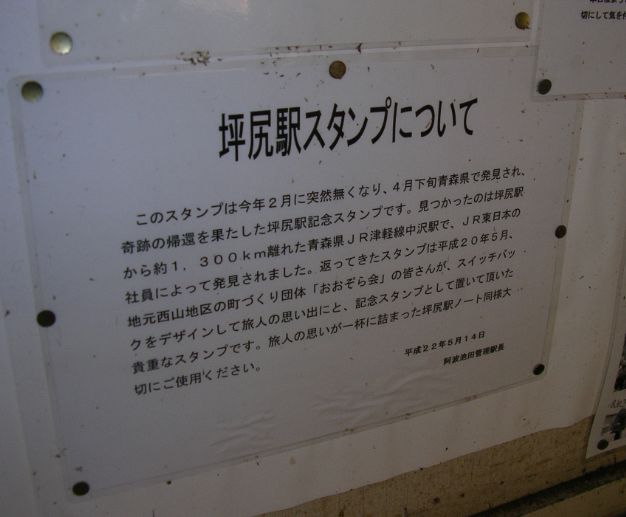 坪尻駅スタンプについて
このスタンプは今年2月に突然無くなり、4月下旬青森県で発見され、
奇跡の帰還を果たした坪尻駅記念スタンプです。見つかったのは坪尻駅
から約1,300km離れた青森県JR津軽線中沢駅で、JR東日本の
社員によって発見されました。返ってきたスタンプは平成20年5月、
地元西山地区の町づくり団体「おおぞら会」の皆さんが、スイッチバッ
クをデザインして旅人の思い出にと、記念スタンプとして置いて頂いた
貴重なスタンプです。旅人の思いが一杯に詰まった坪尻駅ノート同様大
切にご使用ください。
平成22年5月14日
阿波池田管理駅長